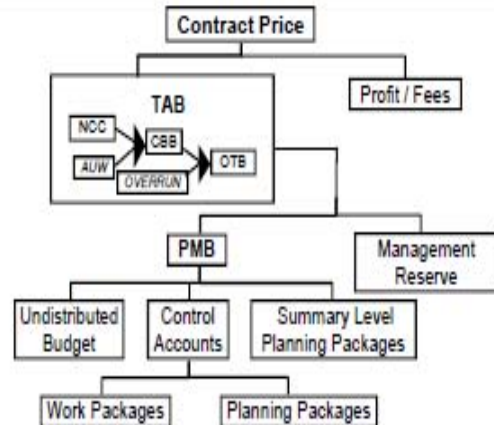 Contract Price
TAB
Profit / Fees
NCC
CBB
AUW
OVERRUN
OTB
PMB
Management
Reserve
Undistributed
Budget
Control
Accounts
Summary Level
Planning Packages
Work Packages
Planning Packages